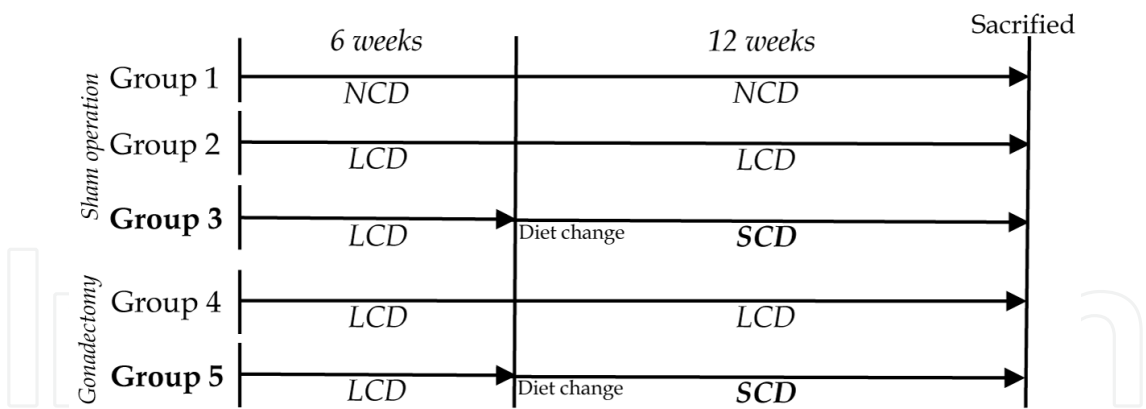 Sacrified
6 weeks 12 weeks
Sham operation
Group 1 NCD NCD
Group 2 LCD LCD
Group 3 LCD Diet change SCD
Gonadectomy
Group 4 LCD LCD
Group 5 LCD Diet change SCD